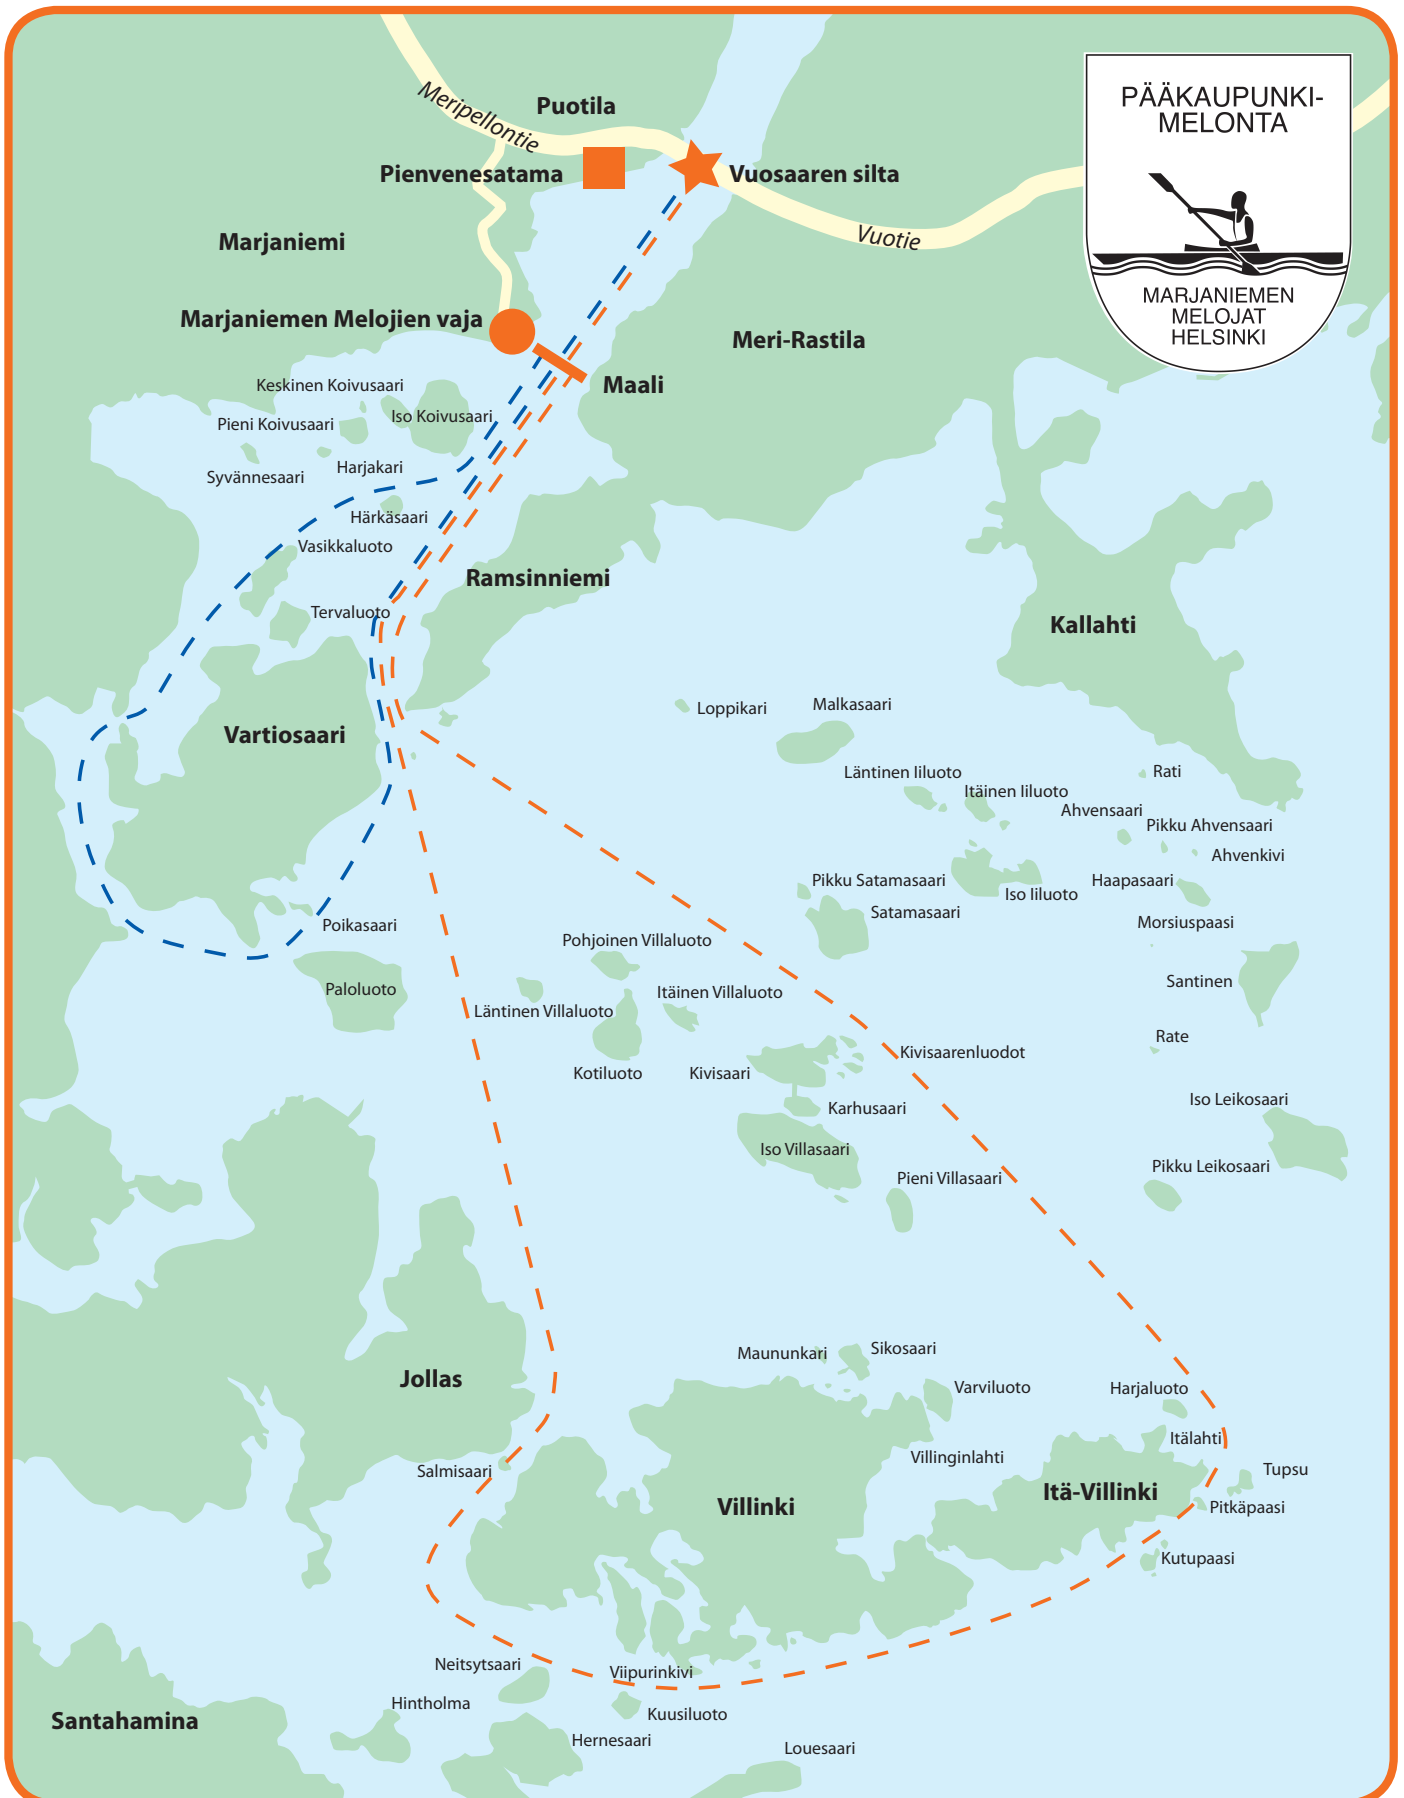 PÄÄKAUPUNKI-
MELONTA
MARJANIEMEN
MELOJAT
HELSINKI
Meripellontie
Puotila
Pienvenesatama
Vuosaaren silta
Vuotie
Marjaniemi
Marjaniemen Melojien vaja
Meri-Rastila
Maali
Keskinen Koivusaari
Iso Koivusaari
Pieni Koivusaari
Syvännesaari
Harjakari
Härkäsaari
Vasikkaluoto
Ramsinniemi
Tervaluoto
Kallahti
Vartiosaari
Loppikari
Malkasaari
Läntinen Iiluoto
Rati
Itäinen Iiluoto
Ahvensaari
Pikku Ahvensaari
Ahvenkivi
Pikku Satamasaari
Haapasaari
Iso Iiluoto
Satamasaari
Morsiuspaasi
Poikasaari
Pohjoinen Villaluoto
Santinen
Paloluoto
Itäinen Villaluoto
Läntinen Villaluoto
Rate
Kivisaarenluodot
Kotiluoto
Kivisaari
Iso Leikosaari
Karhusaari
Iso Villasaari
Pikku Leikosaari
Pieni Villasaari
Maununkari
Sikosaari
Jollas
Varviluoto
Harjaluoto
Itälahti
Villinginlahti
Salmisaari
Tupsu
Itä-Villinki
Villinki
Pitkäpaasi
Kutupaasi
Neitsytsaari
Viipurinkivi
Hintholma
Kuusiluoto
Santahamina
Hernesaari
Louesaari